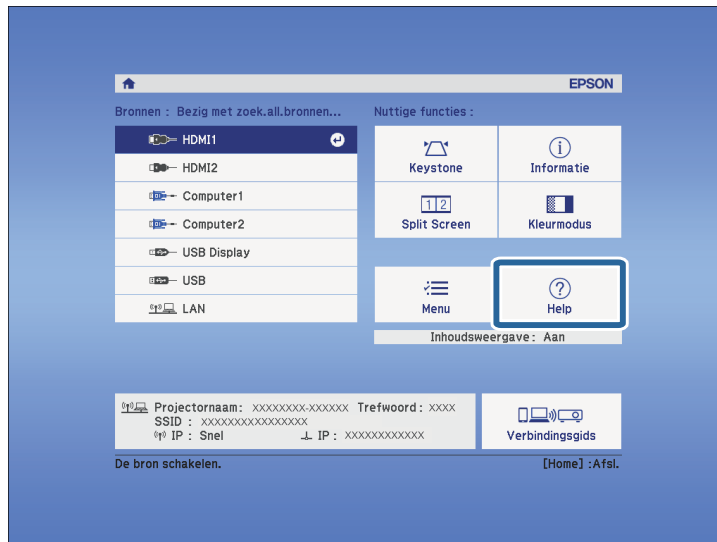 EPSON
Bronnen : Bezig met zoek.all.bronnen...
Nuttige functies :
HDMI1
HDMI2
Computer1
Computer2
USB Display
USB
LAN
Keystone
Informatie
1 2
Split Screen
Kleurmodus
Menu
Help
Inhoudsweergave : Aan
Projectornaam : XXXXXXXX-XXXXXX Trefwoord : XXXX
SSID : XXXXXXXXXXXXXXXX
IP : Snel IP : XXXXXXXXXXXX
Verbindingsgids
De bron schakelen.
[Home] :Afsl.